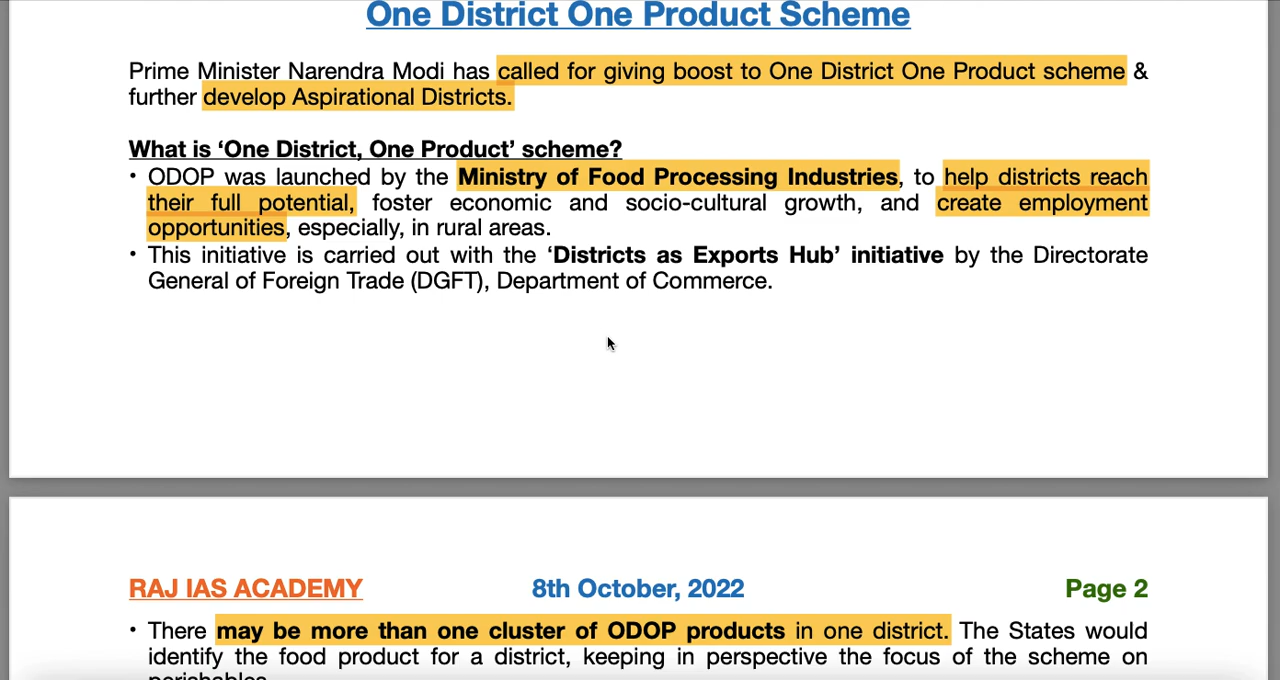 One District One Product Scheme
Prime Minister Narendra Modi has called for giving boost to One District One Product scheme &
further develop Aspirational Districts.
What is ‘One District, One Product’ scheme?
• ODOP was launched by the Ministry of Food Processing Industries, to help districts reach
their full potential, foster economic and socio-cultural growth, and create employment
opportunities, especially, in rural areas.
• This initiative is carried out with the ‘Districts as Exports Hub’ initiative by the Directorate
General of Foreign Trade (DGFT), Department of Commerce.
RAJ IAS ACADEMY 8th October, 2022 Page 2
• There may be more than one cluster of ODOP products in one district. The States would
identify the food product for a district, keeping in perspective the focus of the scheme on